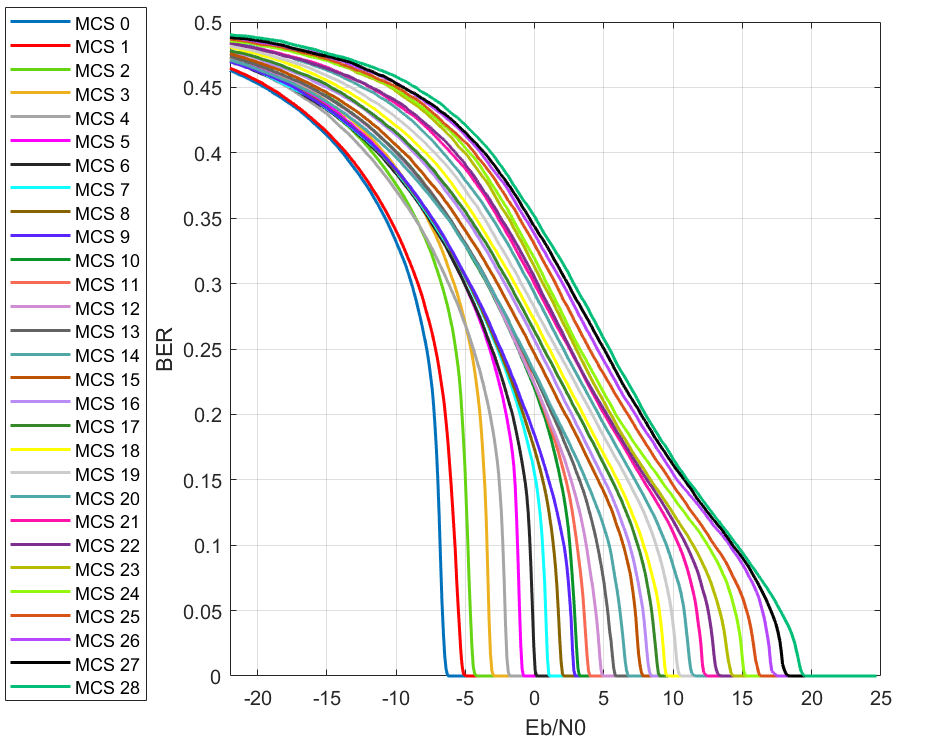 MCS 0
MCS 1
MCS 2
MCS 3
MCS 4
MCS 5
MCS 6
MCS 7
MCS 8
MCS 9
MCS 10
MCS 11
MCS 12
MCS 13
MCS 14
MCS 15
MCS 16
MCS 17
MCS 18
MCS 19
MCS 20
MCS 21
MCS 22
MCS 23
MCS 24
MCS 25
MCS 26
MCS 27
MCS 28
BER
0.5
0.45
0.4
0.35
0.3
0.25
0.2
0.15
0.1
0.05
0
-20 -15 -10 -5 0 5 10 15 20 25
Eb/N0